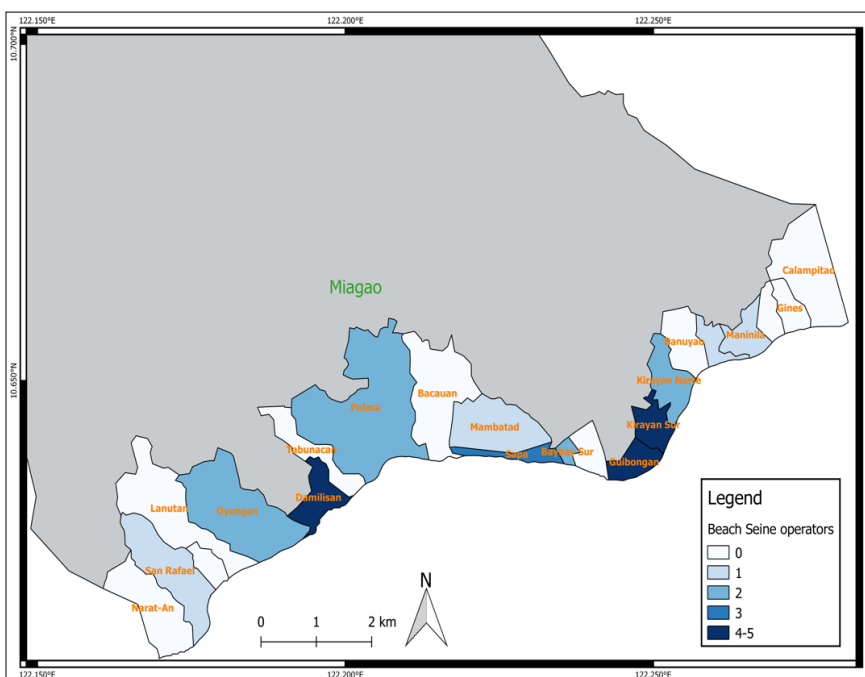 122.150°E 122.200°E 122.250°E
10.700°N
Calampitao
Miagao
Gines
Maninila
Banuyao
10.650°N
Kirayan Norte
Bacauan
Palaca
Kirayan Sur
Mambatad
Tabunacan
Sapa
Baybay Sur
Guibongan
Damilisan
Lanutan
Oyungan
San Rafael
Narat-An
N
0 1 2 km
Legend
Beach Seine operators
0
1
2
3
4-5
122.150°E 122.200°E 122.250°E